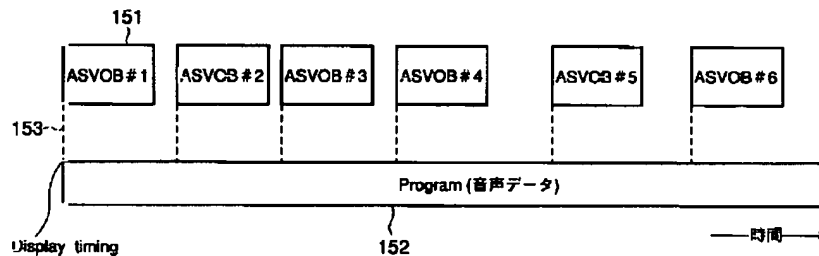 151
ASVOB#1
ASVOB#2
ASVOB#3
ASVOB#4
ASVOB#5
ASVOB#6
153
Program (音声データ)
Display timing
152
時間